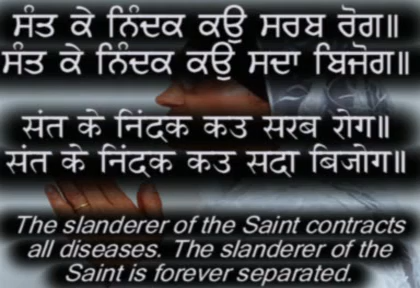 ਸੰਤ ਕੇ ਨਿੰਦਕ ਕਉ ਸਰਬ ਰੋਗ॥
ਸੰਤ ਕੇ ਨਿੰਦਕ ਕਉ ਸਦਾ ਬਿਜੋਗ॥
संत के निंदक कउ सरब रोग॥
संत के निंदक कउ सदा बिजोग॥
The slanderer of the Saint contracts
all diseases. The slanderer of the
Saint is forever separated.